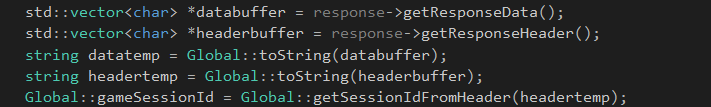 std::vector<char> *databuffer = response->getResponseData();
std::vector<char> *headerbuffer = response->getResponseHeader();
string datatemp = Global::toString(databuffer);
string headertemp = Global::toString(headerbuffer);
Global::gameSessionId = Global::getSessionIdFromHeader(headertemp);